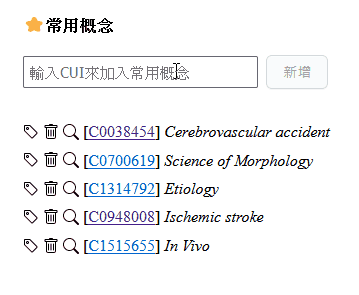 常用概念
輸入CUI來加入常用概念
新增
[C0038454] Cerebrovascular accident
[C0700619] Science of Morphology
[C1314792] Etiology
[C0948008] Ischemic stroke
[C1515655] In Vivo